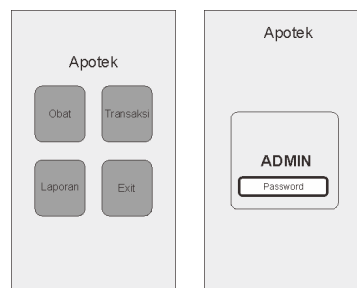 Apotek
Obat
Transaksi
Laporan
Exit
Apotek
ADMIN
Password